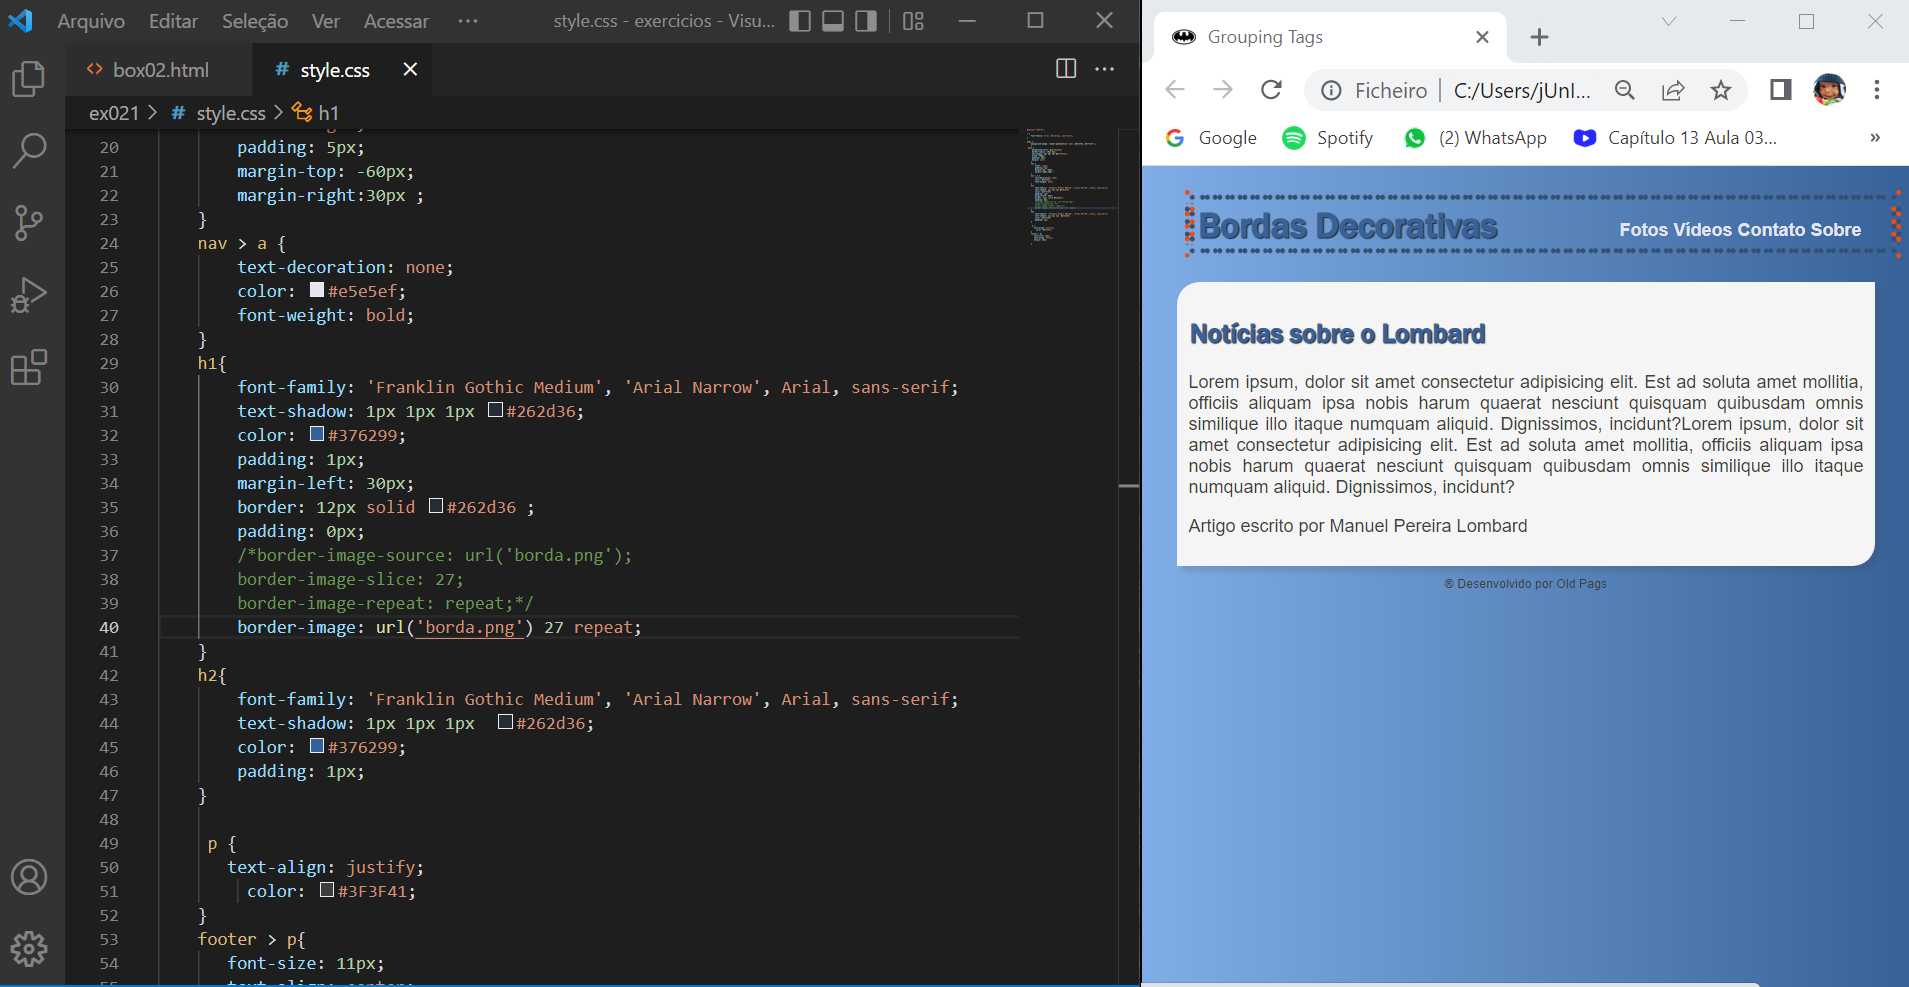 Arquivo Editar Seleção Ver Acessar ··· style.css - exercicios - Visu...
box02.html # style.css
ex021 > # style.css > h1
20 padding: 5px;
21 margin-top: -60px;
22 margin-right:30px ;
23 }
24 nav > a {
25 text-decoration: none;
26 color: #e5e5ef;
27 font-weight: bold;
28 }
29 h1{
30 font-family: 'Franklin Gothic Medium', 'Arial Narrow', Arial, sans-serif;
31 text-shadow: 1px 1px 1px #262d36;
32 color: #376299;
33 padding: 1px;
34 margin-left: 30px;
35 border: 12px solid #262d36 ;
36 padding: 0px;
37 /*border-image-source: url('borda.png');
38 border-image-slice: 27;
39 border-image-repeat: repeat;*/
40 border-image: url('borda.png') 27 repeat;
41 }
42 h2{
43 font-family: 'Franklin Gothic Medium', 'Arial Narrow', Arial, sans-serif;
44 text-shadow: 1px 1px 1px #262d36;
45 color: #376299;
46 padding: 1px;
47 }
48
49 p {
50 text-align: justify;
51 color: #3F3F41;
52 }
53 footer > p{
54 font-size: 11px;
Grouping Tags
Ficheiro | C:/Users/jUnI...
Google Spotify (2) WhatsApp Capítulo 13 Aula 03... »
Bordas Decorativas
Fotos Vídeos Contato Sobre
Notícias sobre o Lombard
Lorem ipsum, dolor sit amet consectetur adipisicing elit. Est ad soluta amet mollitia,
officiis aliquam ipsa nobis harum quaerat nesciunt quisquam quibusdam omnis
similique illo itaque numquam aliquid. Dignissimos, incidunt?Lorem ipsum, dolor sit
amet consectetur adipisicing elit. Est ad soluta amet mollitia, officiis aliquam ipsa
nobis harum quaerat nesciunt quisquam quibusdam omnis similique illo itaque
numquam aliquid. Dignissimos, incidunt?
Artigo escrito por Manuel Pereira Lombard
® Desenvolvido por Old Pags